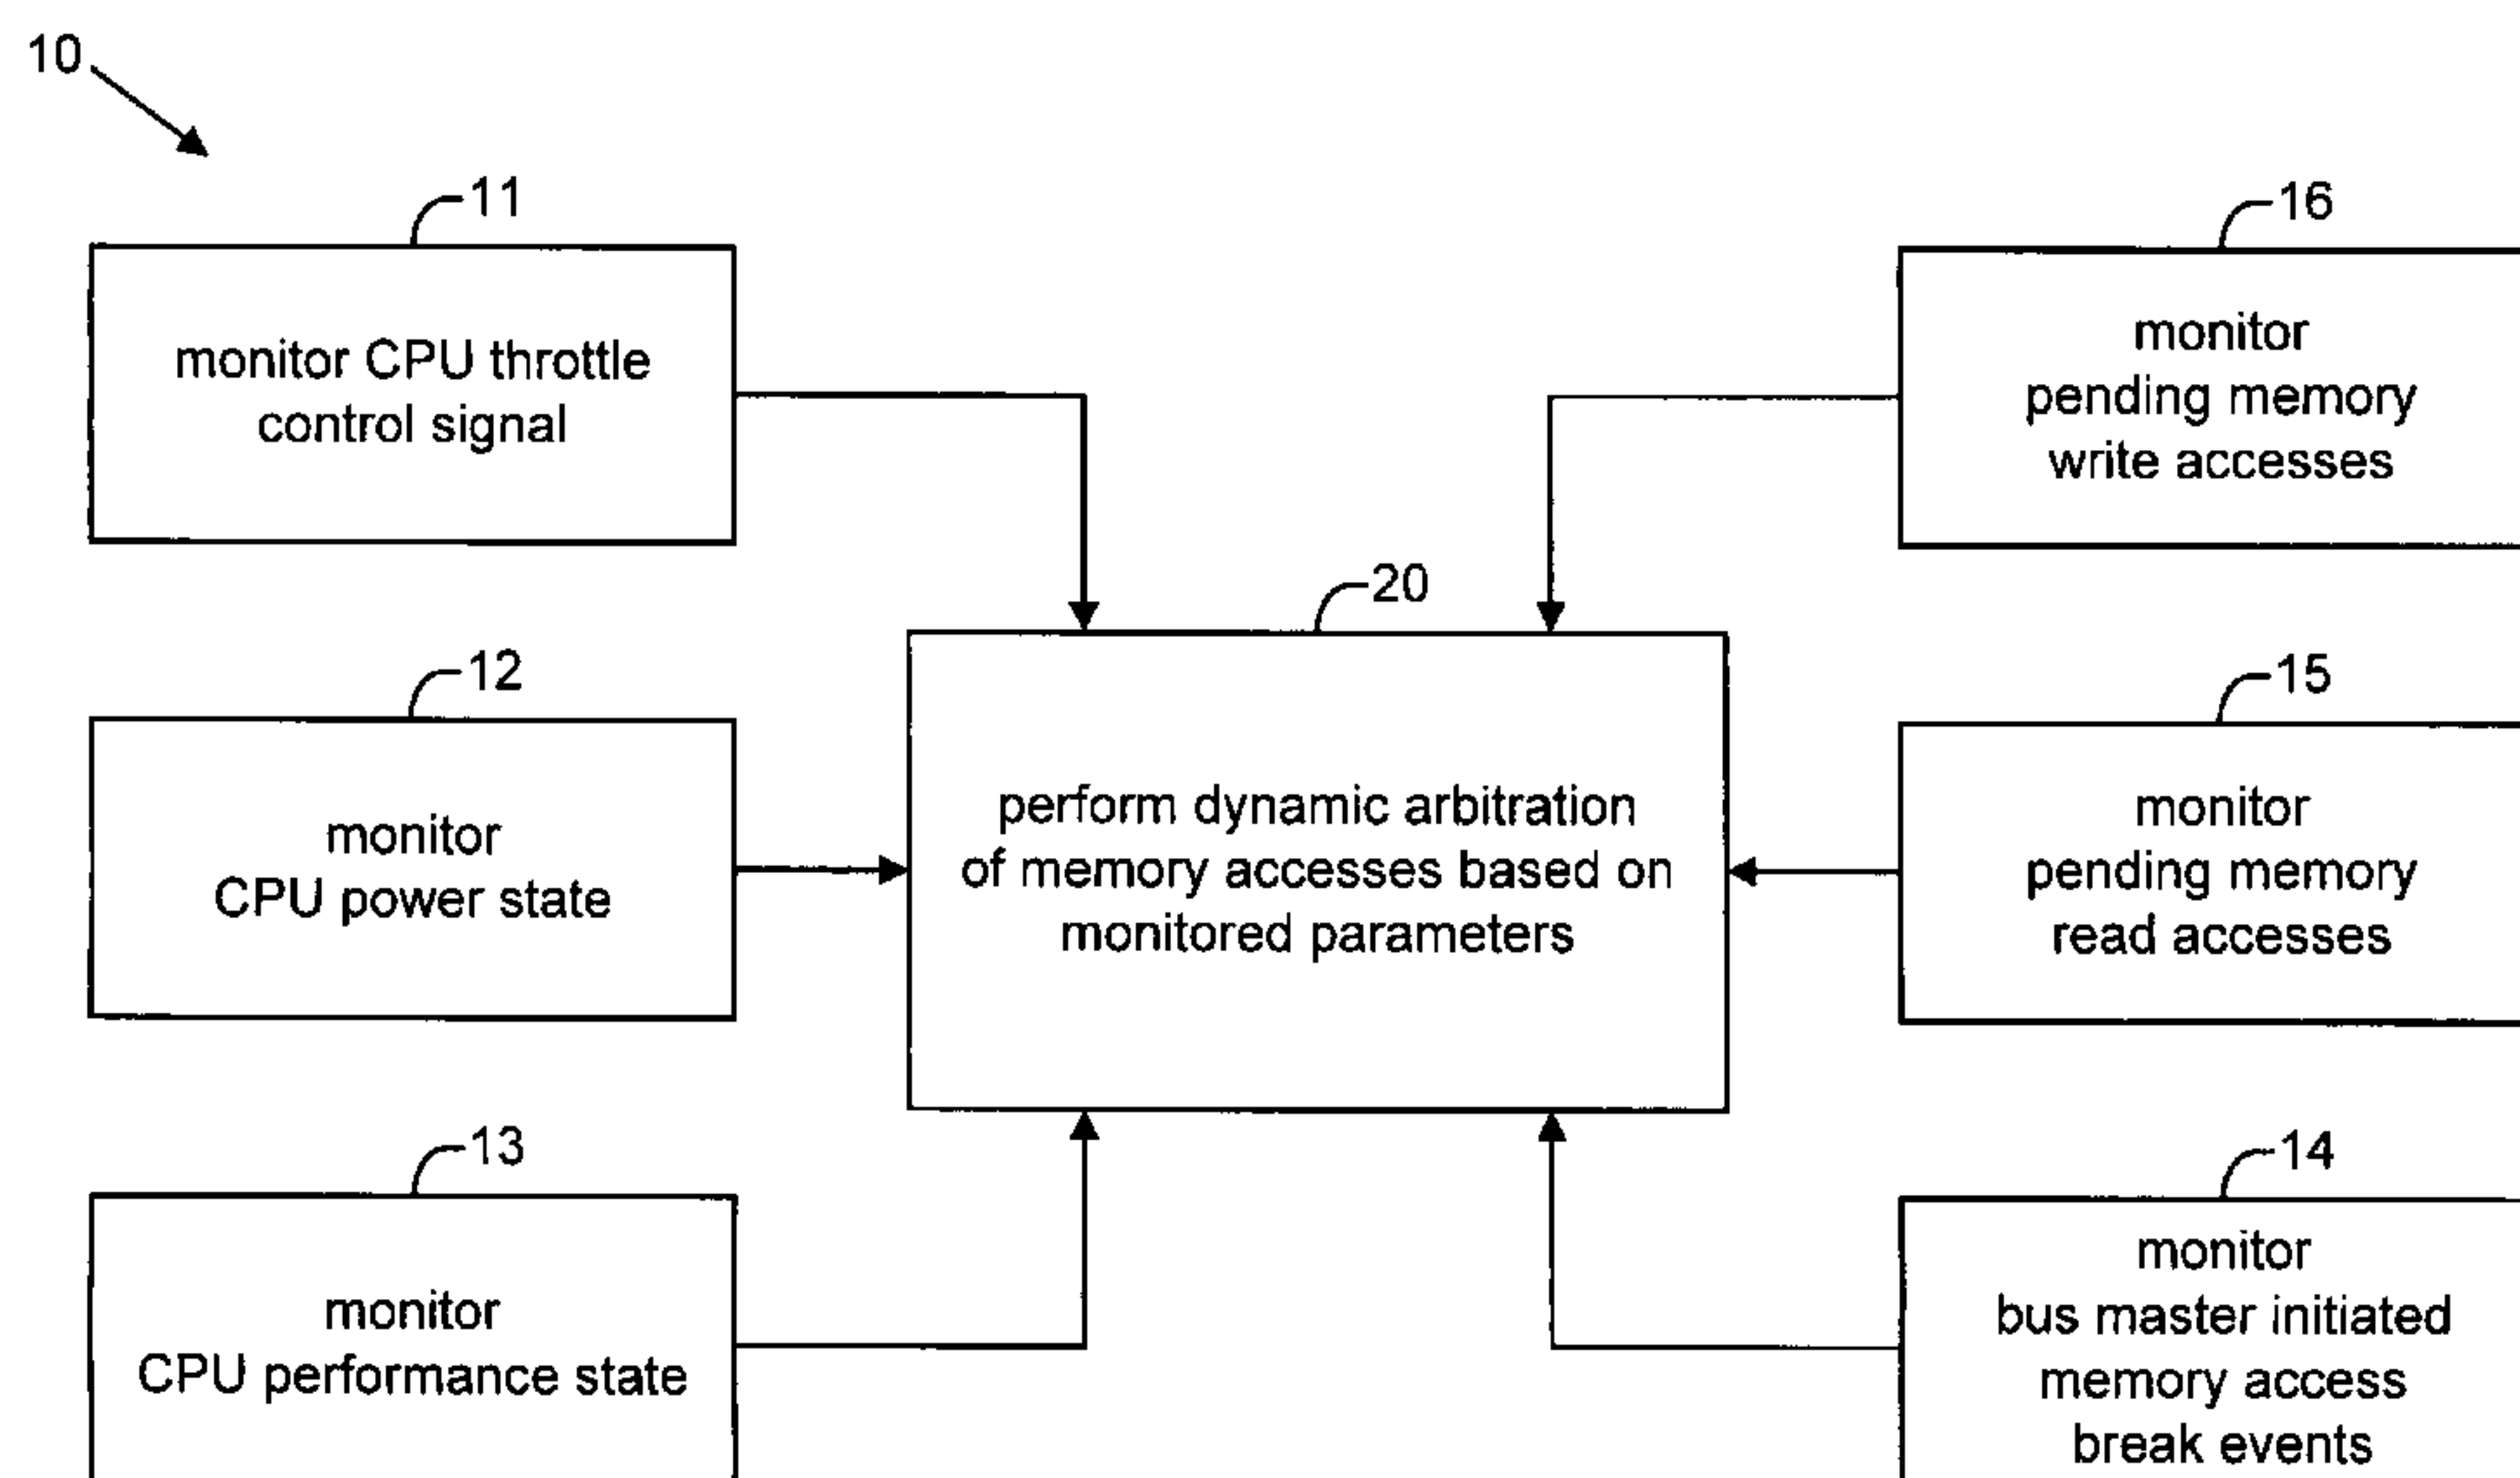 10
11
monitor CPU throttle
control signal
16
monitor
pending memory
write accesses
20
perform dynamic arbitration
of memory accesses based on
monitored parameters
12
monitor
CPU power state
15
monitor
pending memory
read accesses
13
monitor
CPU performance state
14
monitor
bus master initiated
memory access
break events